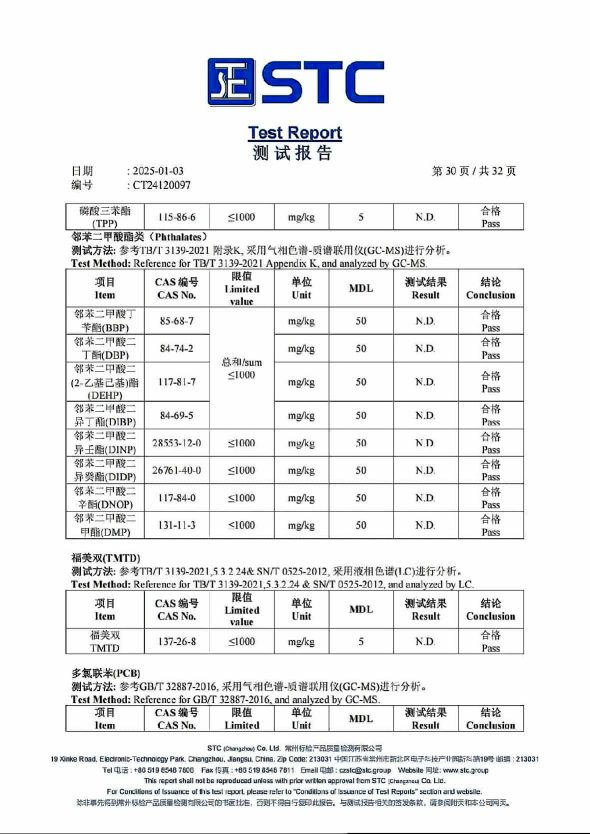 STC
Test Report
测试报告
日期 : 2025-01-03 第 30 页 / 共 32 页
编号 : CT24120097
磷酸三苯酯(TPP) 115-86-6 ≤1000 mg/kg 5 N.D. 合格 Pass
邻苯二甲酸酯类（Phthalates）
测试方法: 参考TB/T 3139-2021 附录K, 采用气相色谱-质谱联用仪(GC-MS)进行分析。
Test Method: Reference for TB/T 3139-2021 Appendix K, and analyzed by GC-MS.
项目 Item CAS 编号 CAS No. 限值 Limited value 单位 Unit MDL 测试结果 Result 结论 Conclusion
邻苯二甲酸丁苄酯(BBP) 85-68-7 总和/sum ≤1000 mg/kg 50 N.D. 合格 Pass
邻苯二甲酸二丁酯(DBP) 84-74-2 mg/kg 50 N.D. 合格 Pass
邻苯二甲酸二(2-乙基己基)酯(DEHP) 117-81-7 mg/kg 50 N.D. 合格 Pass
邻苯二甲酸二异丁酯(DIBP) 84-69-5 mg/kg 50 N.D. 合格 Pass
邻苯二甲酸二异壬酯(DINP) 28553-12-0 ≤1000 mg/kg 50 N.D. 合格 Pass
邻苯二甲酸二异癸酯(DIDP) 26761-40-0 ≤1000 mg/kg 50 N.D. 合格 Pass
邻苯二甲酸二辛酯(DNOP) 117-84-0 ≤1000 mg/kg 50 N.D. 合格 Pass
邻苯二甲酸二甲酯(DMP) 131-11-3 ≤1000 mg/kg 50 N.D. 合格 Pass
福美双(TMTD)
测试方法: 参考TB/T 3139-2021,5.3.2.24& SN/T 0525-2012, 采用液相色谱(LC)进行分析。
Test Method: Reference for TB/T 3139-2021,5.3.2.24 & SN/T 0525-2012, and analyzed by LC.
项目 Item CAS 编号 CAS No. 限值 Limited value 单位 Unit MDL 测试结果 Result 结论 Conclusion
福美双 TMTD 137-26-8 ≤1000 mg/kg 5 N.D. 合格 Pass
多氯联苯(PCB)
测试方法: 参考GB/T 32887-2016, 采用气相色谱-质谱联用仪(GC-MS)进行分析。
Test Method: Reference for GB/T 32887-2016, and analyzed by GC-MS.
项目 Item CAS 编号 CAS No. 限值 Limited 单位 Unit MDL 测试结果 Result 结论 Conclusion
STC (Changzhou) Co. Ltd. 常州标检产品质量检测有限公司
19 Xinke Road, Electronic-Technology Park, Changzhou, Jiangsu, China, Zip Code: 213031 中国江苏省常州市新北区电子科技产业园新科路19号 邮编 : 213031
Tel 电话 : +86 519 8546 7808 Fax 传真 : +86 519 8546 7811 Email 电邮 : czstc@stc.group Website 网址: www.stc.group
This report shall not be reproduced unless with prior written approval from STC (Changzhou) Co. Ltd.
For Conditions of Issuance of this test report, please refer to "Conditions of Issuance of Test Reports" section and website.
除非事先得到常州标检产品质量检测有限公司的书面批准，否则不得自行复印此报告。与测试报告相关的签发条款，请参阅附页和本公司网页。